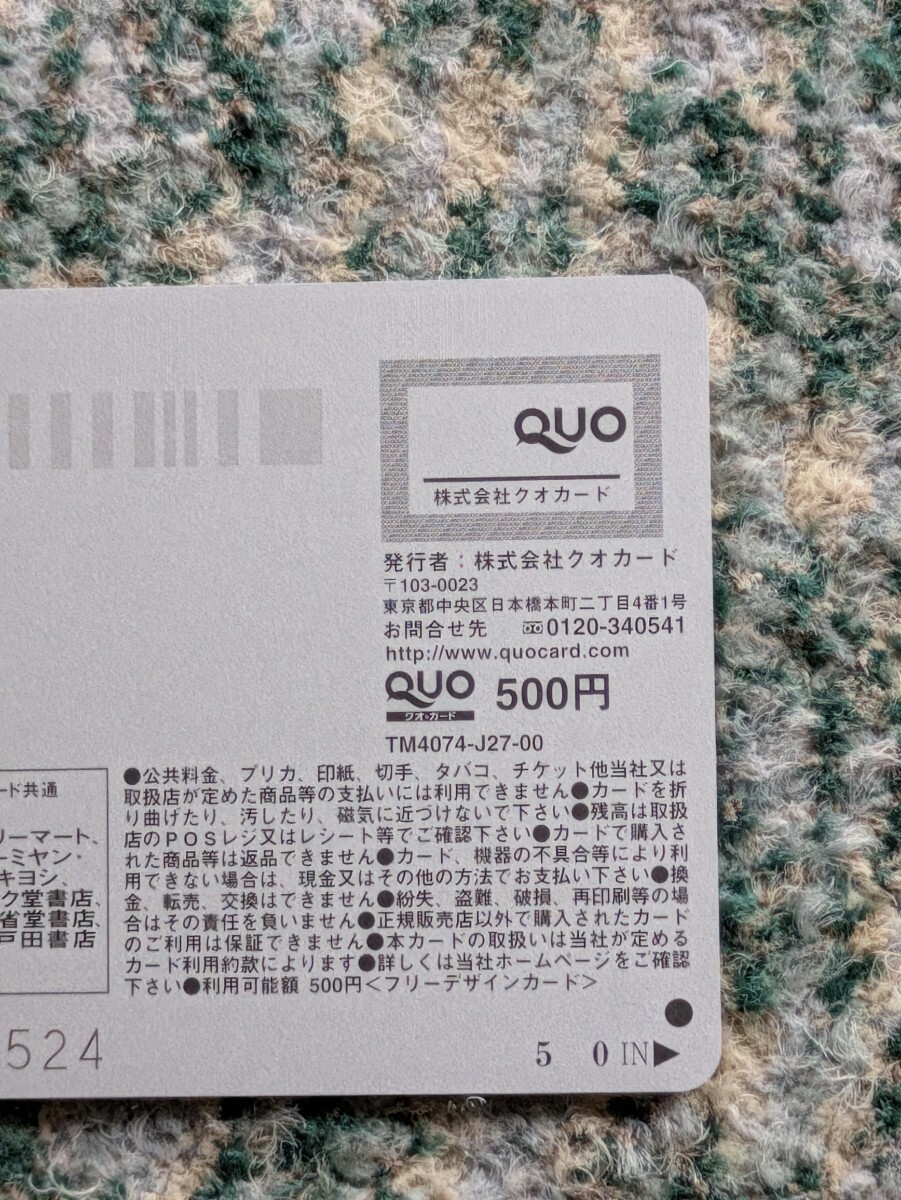 QUO
株式会社クオカード
発行者:株式会社クオカード
〒103-0023
東京都中央区日本橋本町二丁目4番1号
お問合せ先 0120-340541
http://www.quocard.com
QUO 500円
クオ・カード
TM4074-J27-00
●公共料金、プリカ、印紙、切手、タバコ、チケット他当社又は
取扱店が定めた商品等の支払いには利用できません●カードを折
り曲げたり、汚したり、磁気に近づけないで下さい●残高は取扱
店のPOSレジ又はレシート等でご確認下さい●カードで購入さ
れた商品等は返品できません●カード、機器の不具合等により利
用できない場合は、現金又はその他の方法でお支払い下さい●換
金、転売、交換はできません●紛失、盗難、破損、再印刷等の場
合はその責任を負いません●正規販売店以外で購入されたカード
のご利用は保証できません●本カードの取扱いは当社が定める
カード利用約款によります●詳しくは当社ホームページをご確認
下さい●利用可能額 500円<フリーデザインカード>
ード共通
リーマート、
ーミヤン・
キヨシ、
ク堂書店、
省堂書店、
戸田書店
524
5 0 IN▶